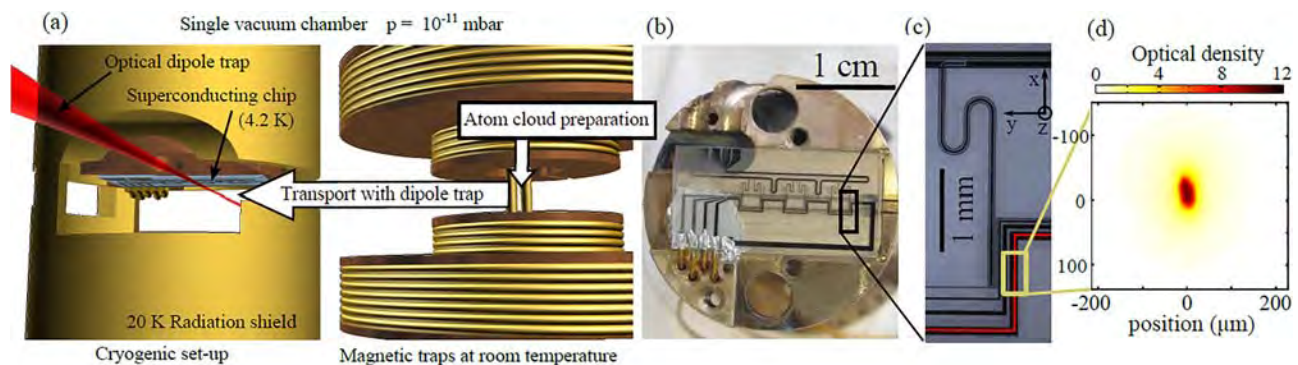 (a)
Single vacuum chamber p = 10⁻¹¹ mbar
Optical dipole trap
Superconducting chip
(4.2 K)
Atom cloud preparation
Transport with dipole trap
20 K Radiation shield
Cryogenic set-up
Magnetic traps at room temperature
(b)
1 cm
(c)
x
y
z
1 mm
(d)
Optical density
0 4 8 12
-100
0
100
-200 0 200
position (μm)